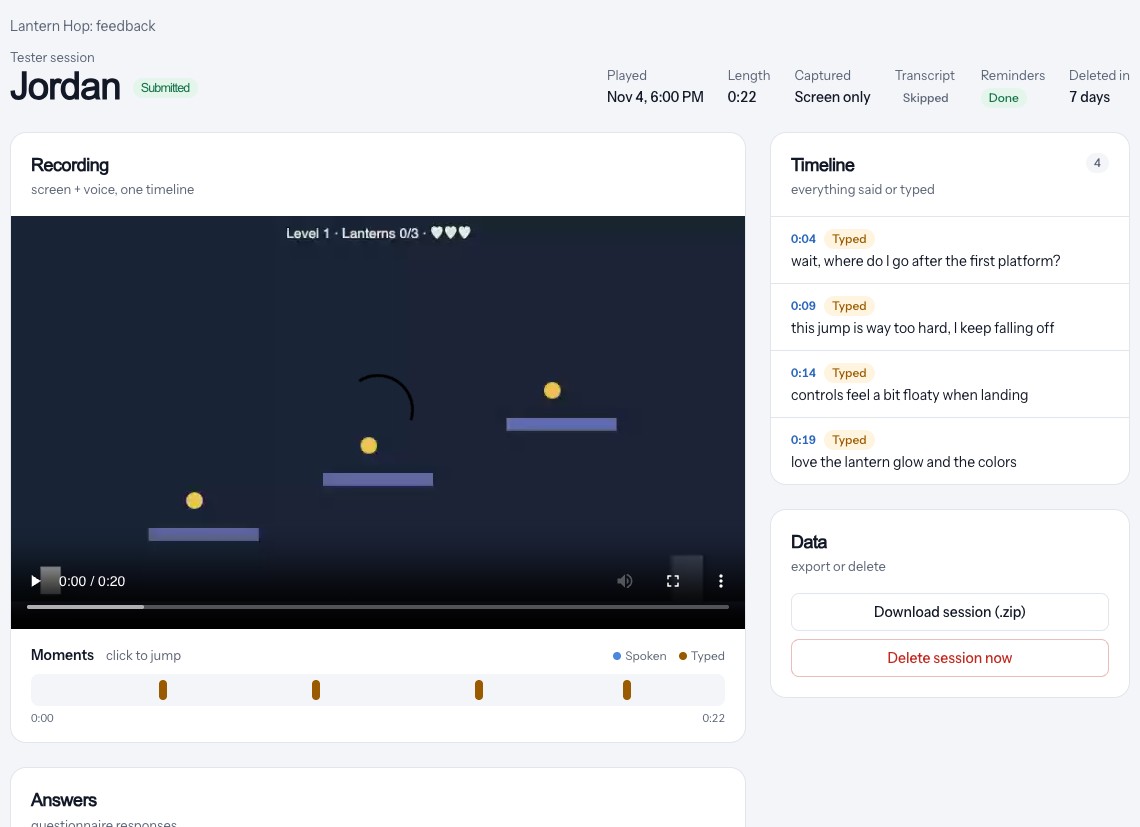 Lantern Hop: feedback
Tester session
Jordan Submitted
Played Length Captured Transcript Reminders Deleted in
Nov 4, 6:00 PM 0:22 Screen only Skipped Done 7 days
Recording
screen + voice, one timeline
Level 1 · Lanterns 0/3 · 🤍🤍🤍
0:00 / 0:20
Moments click to jump Spoken Typed
0:00 0:22
Answers
questionnaire responses
Timeline 4
everything said or typed
0:04 Typed
wait, where do I go after the first platform?
0:09 Typed
this jump is way too hard, I keep falling off
0:14 Typed
controls feel a bit floaty when landing
0:19 Typed
love the lantern glow and the colors
Data
export or delete
Download session (.zip)
Delete session now